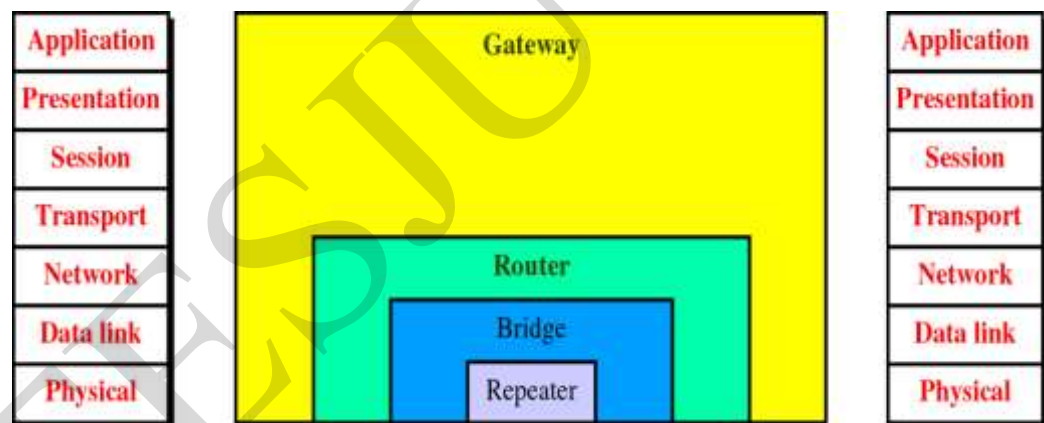 Application
Presentation
Session
Transport
Network
Data link
Physical
Gateway
Router
Bridge
Repeater
Application
Presentation
Session
Transport
Network
Data link
Physical